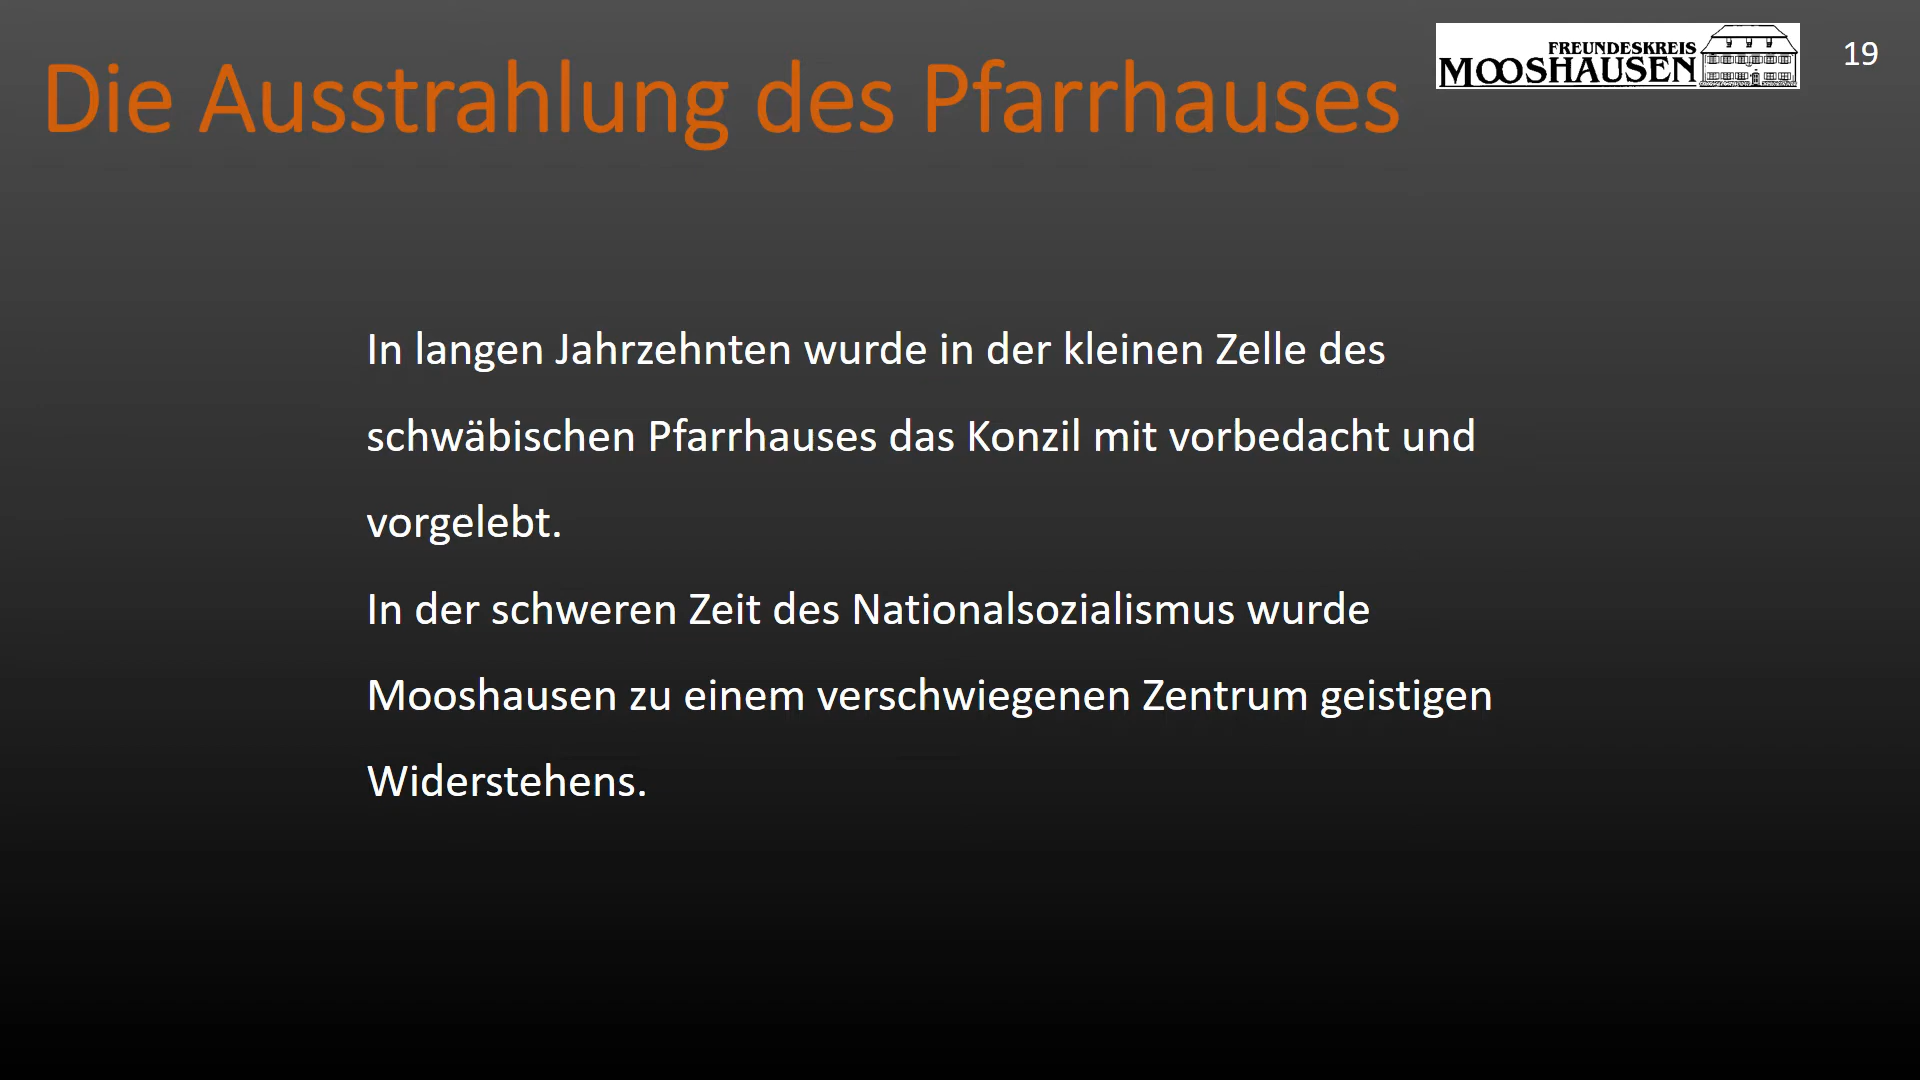 Die Ausstrahlung des Pfarrhauses
FREUNDESKREIS
MOOSHAUSEN
19
In langen Jahrzehnten wurde in der kleinen Zelle des
schwäbischen Pfarrhauses das Konzil mit vorbedacht und
vorgelebt.
In der schweren Zeit des Nationalsozialismus wurde
Mooshausen zu einem verschwiegenen Zentrum geistigen
Widerstehens.